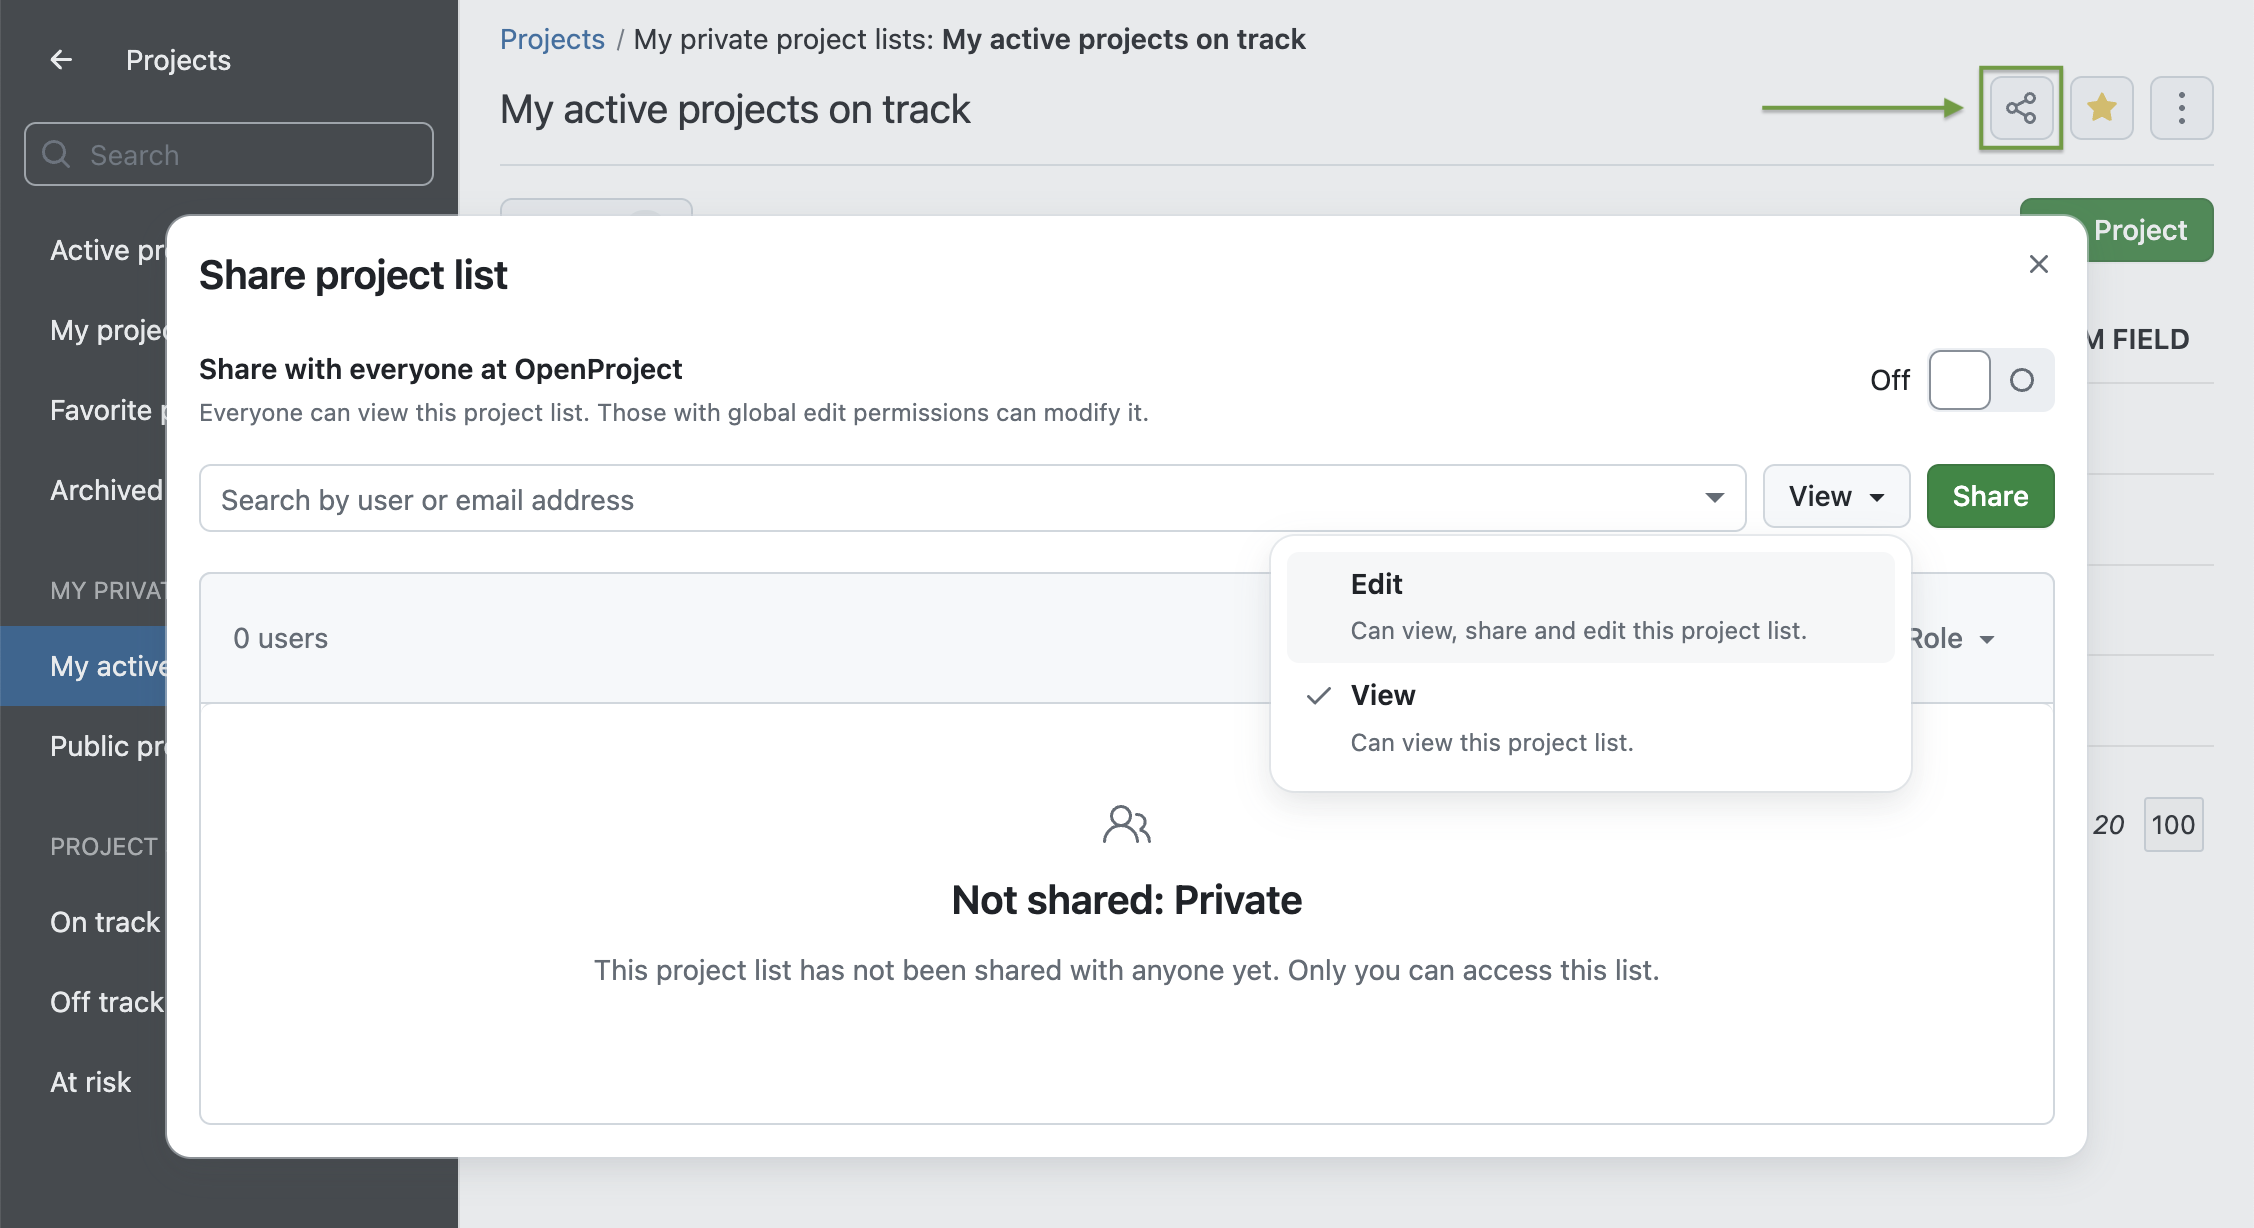 Projects
Search
Active pr
My projec
Favorite p
Archived
MY PRIVAT
My active
Public pr
PROJECT
On track
Off track
At risk
Projects / My private project lists: My active projects on track
My active projects on track
Project
M FIELD
20 100
Share project list
Share with everyone at OpenProject
Everyone can view this project list. Those with global edit permissions can modify it.
Off
Search by user or email address
View
Share
0 users
Role
Edit
Can view, share and edit this project list.
View
Can view this project list.
Not shared: Private
This project list has not been shared with anyone yet. Only you can access this list.